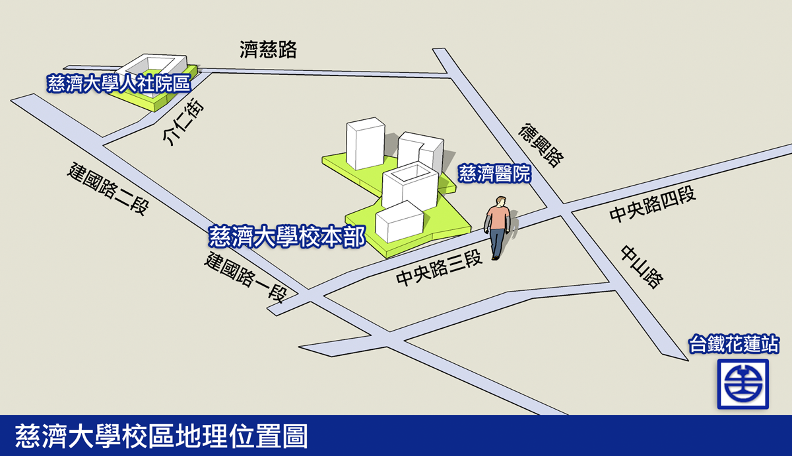 濟慈路
慈濟大學人社院區
介仁街
德興路
建國路二段
慈濟醫院
中央路四段
慈濟大學校本部
中央路三段
中山路
建國路一段
台鐵花蓮站
慈濟大學校區地理位置圖